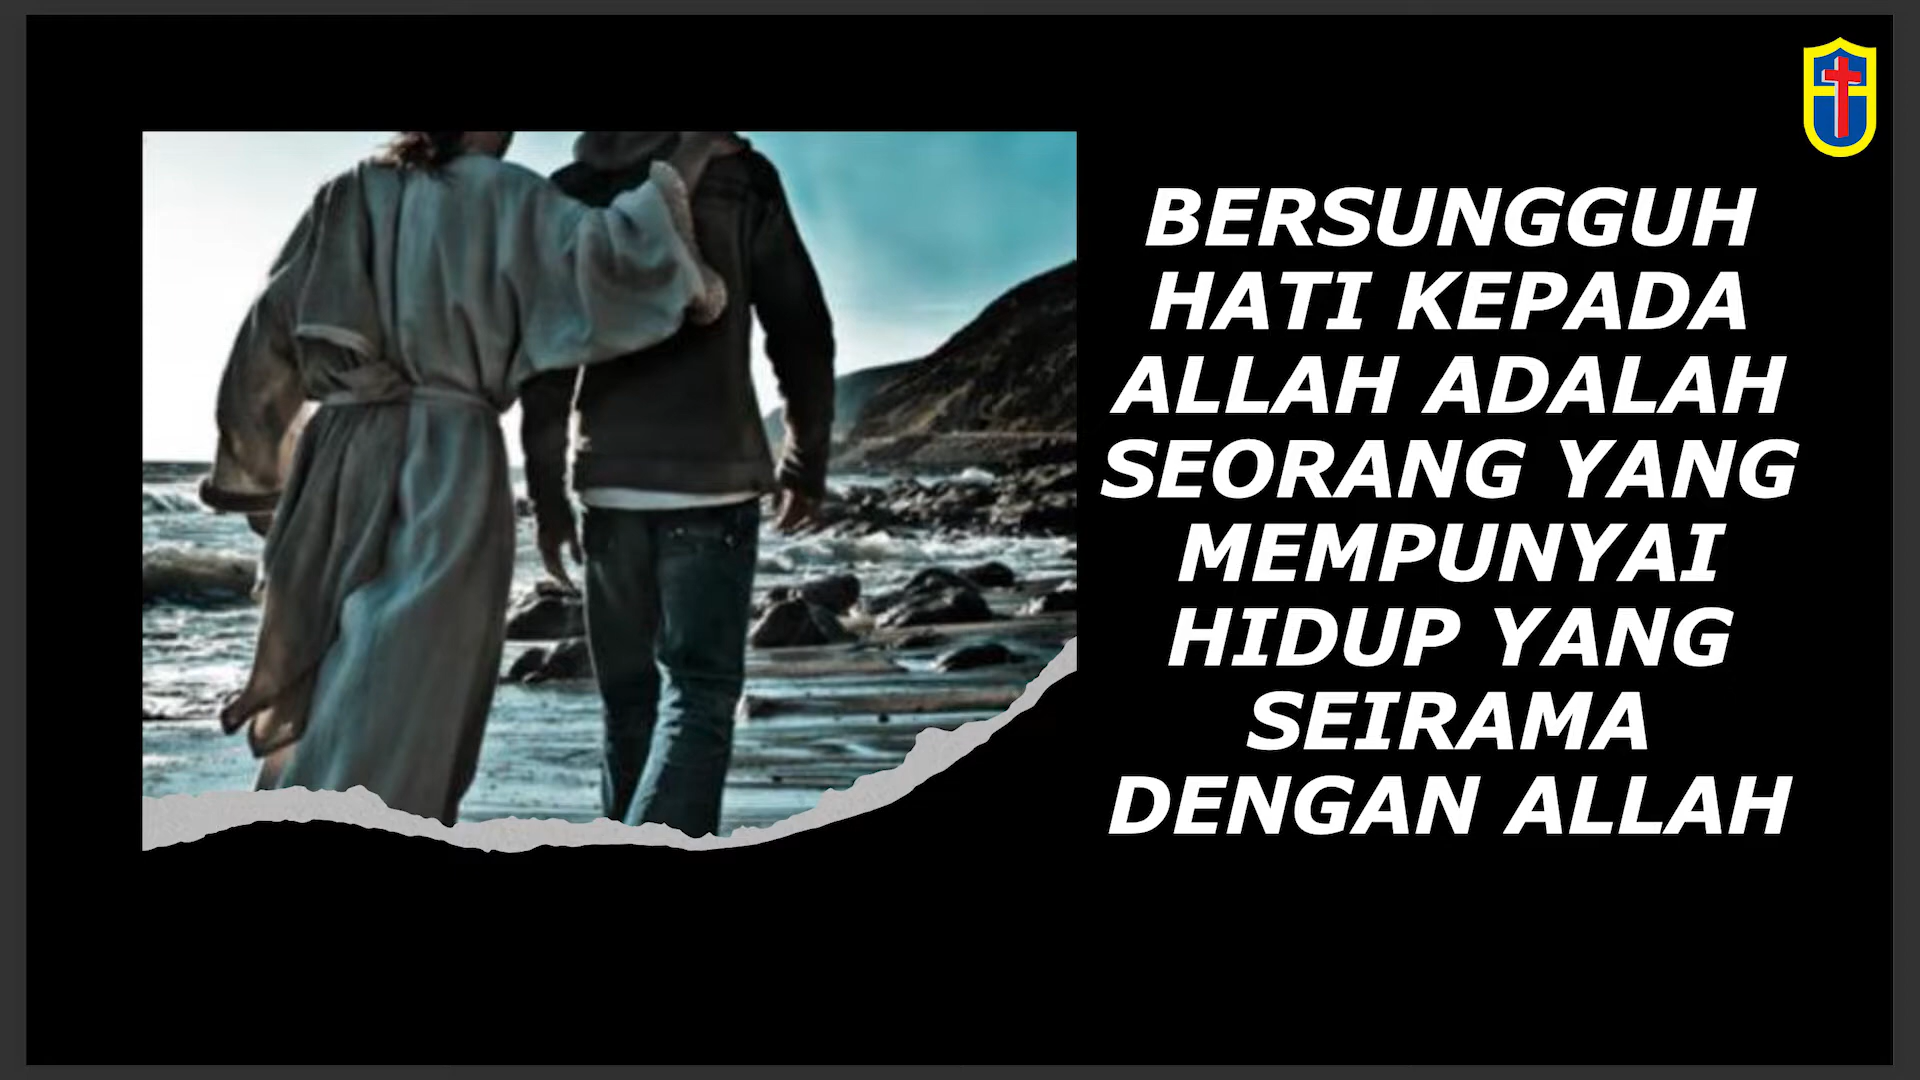 BERSUNGGUH
HATI KEPADA
ALLAH ADALAH
SEORANG YANG
MEMPUNYAI
HIDUP YANG
SEIRAMA
DENGAN ALLAH